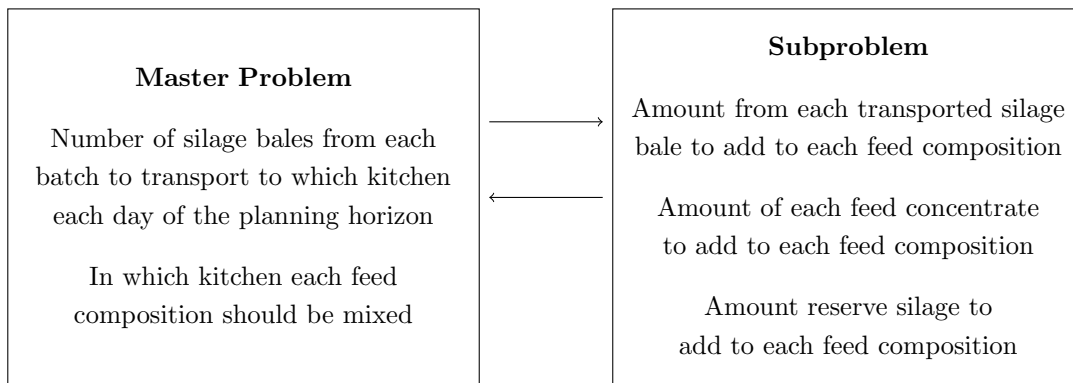 Master Problem
Number of silage bales from each
batch to transport to which kitchen
each day of the planning horizon
In which kitchen each feed
composition should be mixed
Subproblem
Amount from each transported silage
bale to add to each feed composition
Amount of each feed concentrate
to add to each feed composition
Amount reserve silage to
add to each feed composition